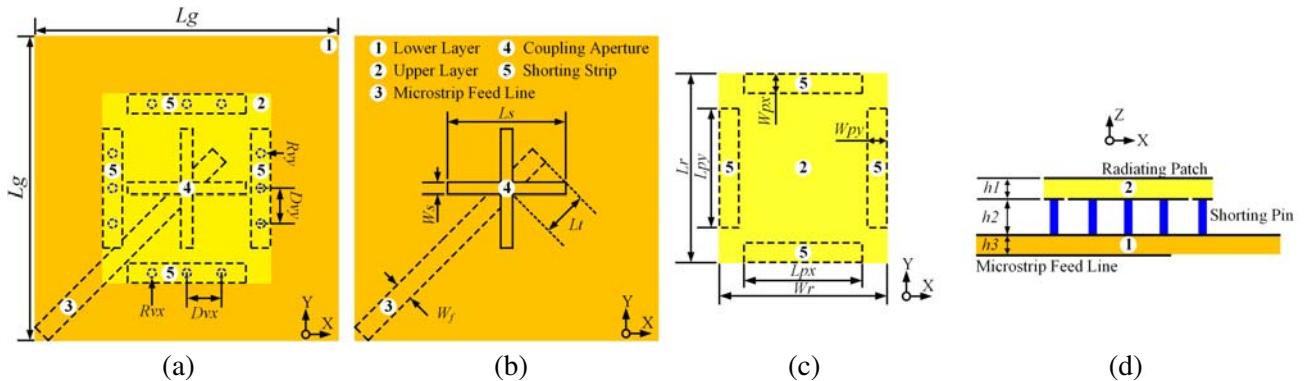 Lg
Lg
1
5
2
5
5
Rvy
4
Dvy
5
3
Rvx
Dvx
Y
X
(a)
1 Lower Layer 4 Coupling Aperture
2 Upper Layer 5 Shorting Strip
3 Microstrip Feed Line
Ls
Ws
4
Lt
3
Wf
Y
X
(b)
5
Wpx
Wpy
Lr
Lpy
5
2
5
5
Lpx
Wr
Y
X
(c)
Z
X
Radiating Patch
h1
2
h2
Shorting Pin
h3
1
Microstrip Feed Line
(d)